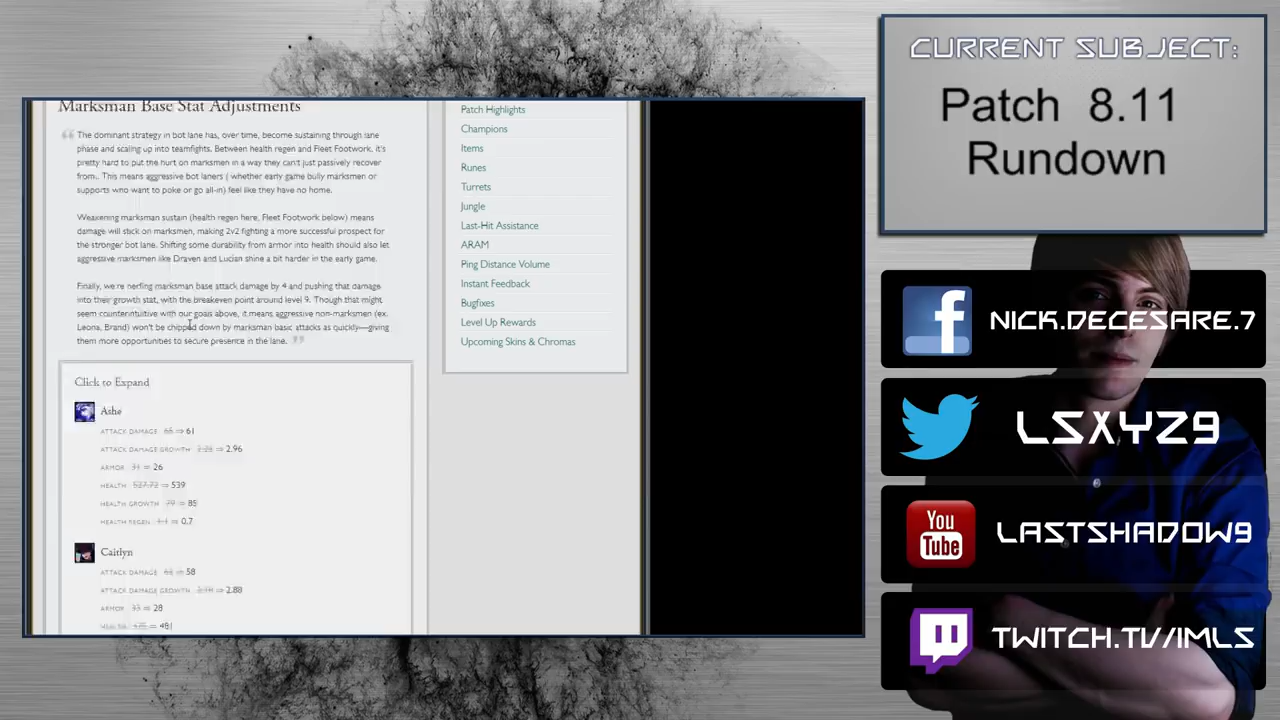 Marksman Base Stat Adjustments
The dominant strategy in bot lane has, over time, become sustaining through lane
phase and scaling up into teamfights. Between health regen and Fleet Footwork, it's
pretty hard to put the hurt on marksmen in a way they can't just passively recover
from.. This means aggressive bot laners ( whether early game bully marksmen or
supports who want to poke or go all-in) feel like they have no home.
Weakening marksman sustain (health regen here, Fleet Footwork below) means
damage will stick on marksmen, making 2v2 fighting a more successful prospect for
the stronger bot lane. Shifting some durability from armor into health should also let
aggressive marksmen like Draven and Lucian shine a bit harder in the early game.
Finally, we're nerfing marksman base attack damage by 4 and pushing that damage
into their growth stat, with the breakeven point around level 9. Though that might
seem counterintuitive with our goals above, it means aggressive non-marksmen (ex.
Leona, Brand) won't be chipped down by marksman basic attacks as quickly—giving
them more opportunities to secure presence in the lane.
Click to Expand
Ashe
ATTACK DAMAGE 65 ⇒ 61
ATTACK DAMAGE GROWTH ⇒ 2.96
ARMOR 31 ⇒ 26
HEALTH 527.72 ⇒ 539
HEALTH GROWTH 79 ⇒ 85
HEALTH REGEN ⇒ 0.7
Caitlyn
ATTACK DAMAGE ⇒ 58
ATTACK DAMAGE GROWTH ⇒ 2.88
ARMOR 33 ⇒ 28
HEALTH ⇒ 481
Patch Highlights
Champions
Items
Runes
Turrets
Jungle
Last-Hit Assistance
ARAM
Ping Distance Volume
Instant Feedback
Bugfixes
Level Up Rewards
Upcoming Skins & Chromas
CURRENT SUBJECT:
Patch 8.11
Rundown
f
NICK.DECESARE.7
LSXYZ9
You
Tube
LASTSHADOW9
TWITCH.TV/IMLS